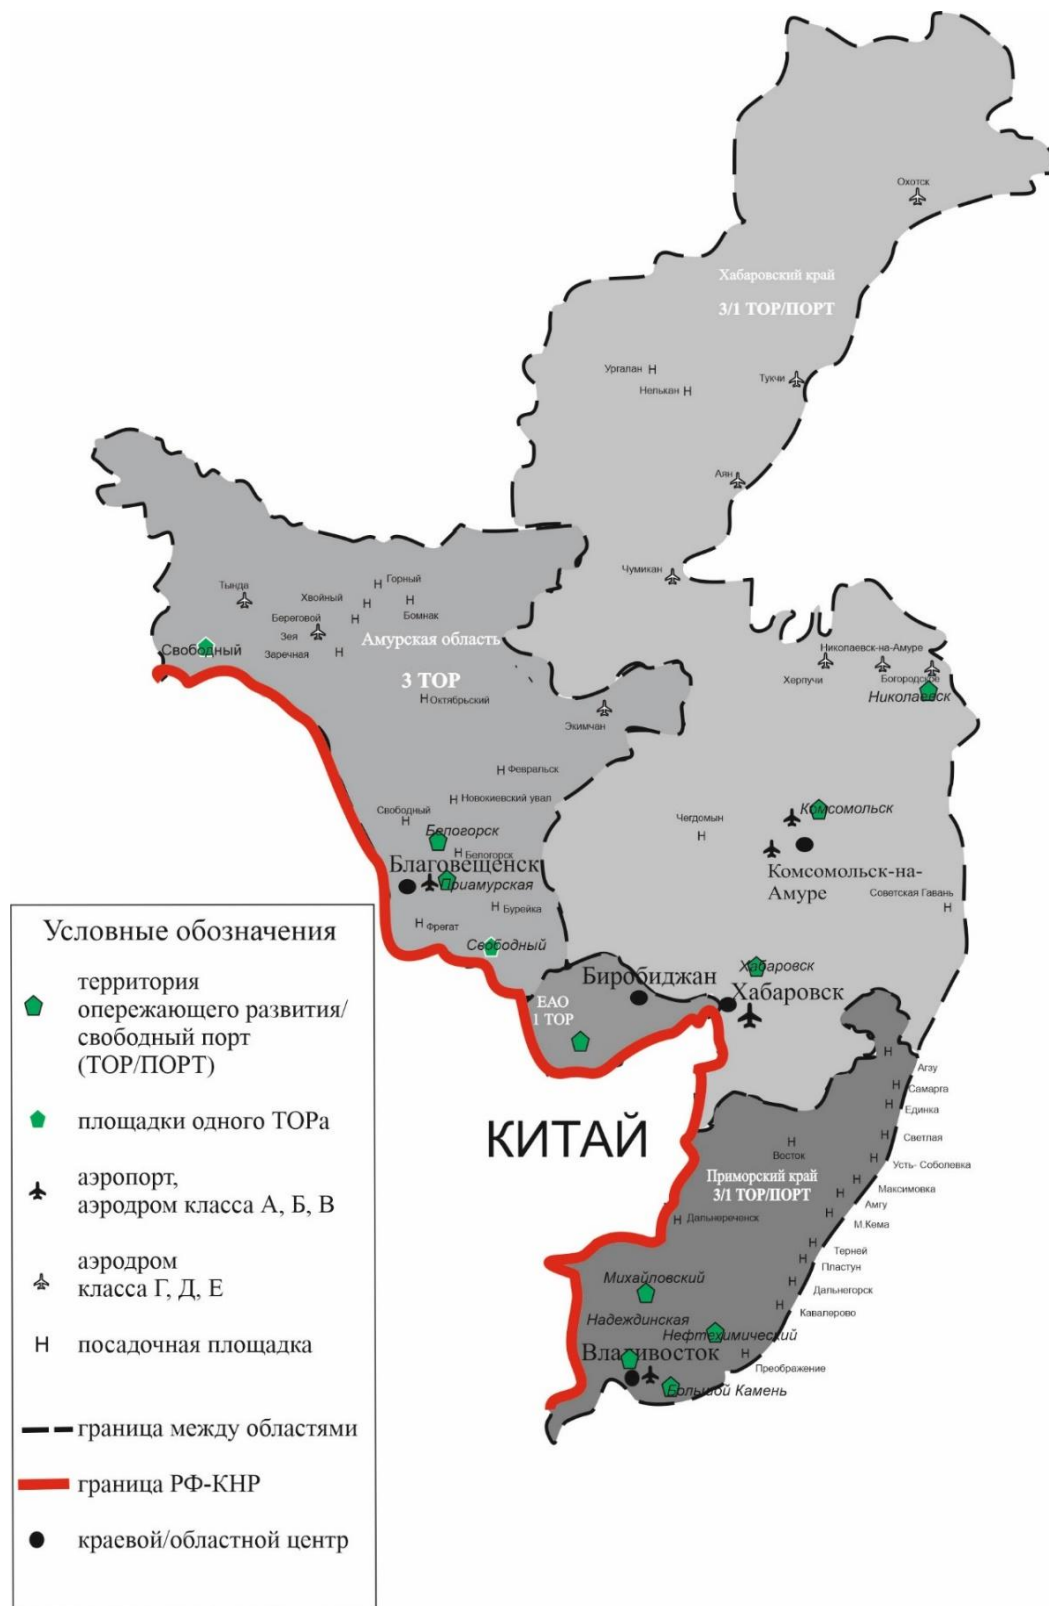 Охотск
Хабаровский край
3/1 ТОР/ПОРТ
Ургалан
Н
Нелькан
Н
Тукчи
Аян
Чумикан
Тында
Хвойный
Н
Горный
Н
Береговой
Н
Бомнак
Н
Зея
Заречная
Н
Амурская область
Свободный
3 ТОР
Н Октябрьский
Экимчан
Николаевск-на-Амуре
Херпучи
Богородское
Николаевск
Н Февральск
Н Новокиевский увал
Свободный
Н
Белогорск
Н Белогорск
Благовещенск
Приамурская
Н Бурейка
Н Фрегат
Свободный
Комсомольск
Чегдомын
Н
Комсомольск-на-
Амуре
Советская Гавань
Н
Хабаровск
Биробиджан
Хабаровск
ЕАО
1 ТОР
КИТАЙ
Н
Агзу
Н
Самарга
Н
Единка
Н
Светлая
Н
Усть- Соболевка
Н
Максимовка
Н
Амгу
Н
М.Кема
Н
Терней
Н
Пластун
Н
Дальнегорск
Н
Кавалерово
Н
Восток
Приморский край
3/1 ТОР/ПОРТ
Н Дальнереченск
Михайловский
Надеждинская
Нефтехимический
Владивосток
Н
Преображение
Большой Камень
Условные обозначения
территория
опережающего развития/
свободный порт
(ТОР/ПОРТ)
площадки одного ТОРа
аэропорт,
аэродром класса А, Б, В
аэродром
класса Г, Д, Е
Н посадочная площадка
граница между областями
граница РФ-КНР
краевой/областной центр